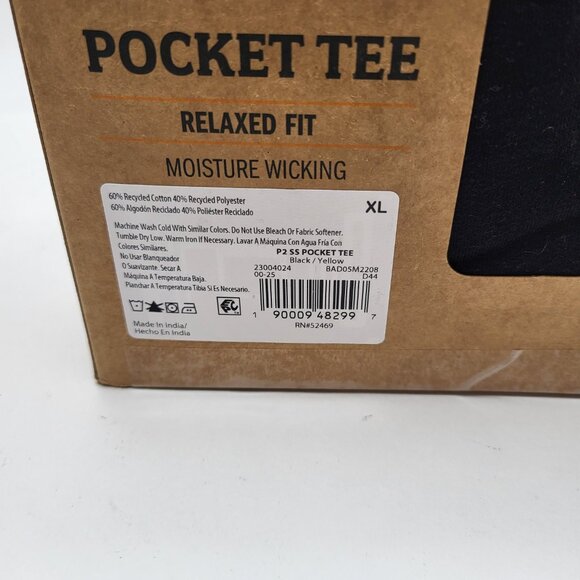 POCKET TEE
RELAXED FIT
MOISTURE WICKING
60% Recycled Cotton 40% Recycled Polyester
60% Algodón Reciclado 40% Poliéster Reciclado
XL
Machine Wash Cold With Similar Colors. Do Not Use Bleach Or Fabric Softener.
Tumble Dry Low. Warm Iron if Necessary. Lavar A Máquina Con Agua Fría Con
Colores Similares.
P2 SS POCKET TEE
No Usar Blanqueador
Black / Yellow
O Suavizante. Secar A
23004024
BAD05M2208
Máquina A Temperatura Baja.
00-25
D44
Planchar A Temperatura Tibia Si Es Necesario.
1 90009 48299 7
Made In India/
RN#52469
Hecho En India